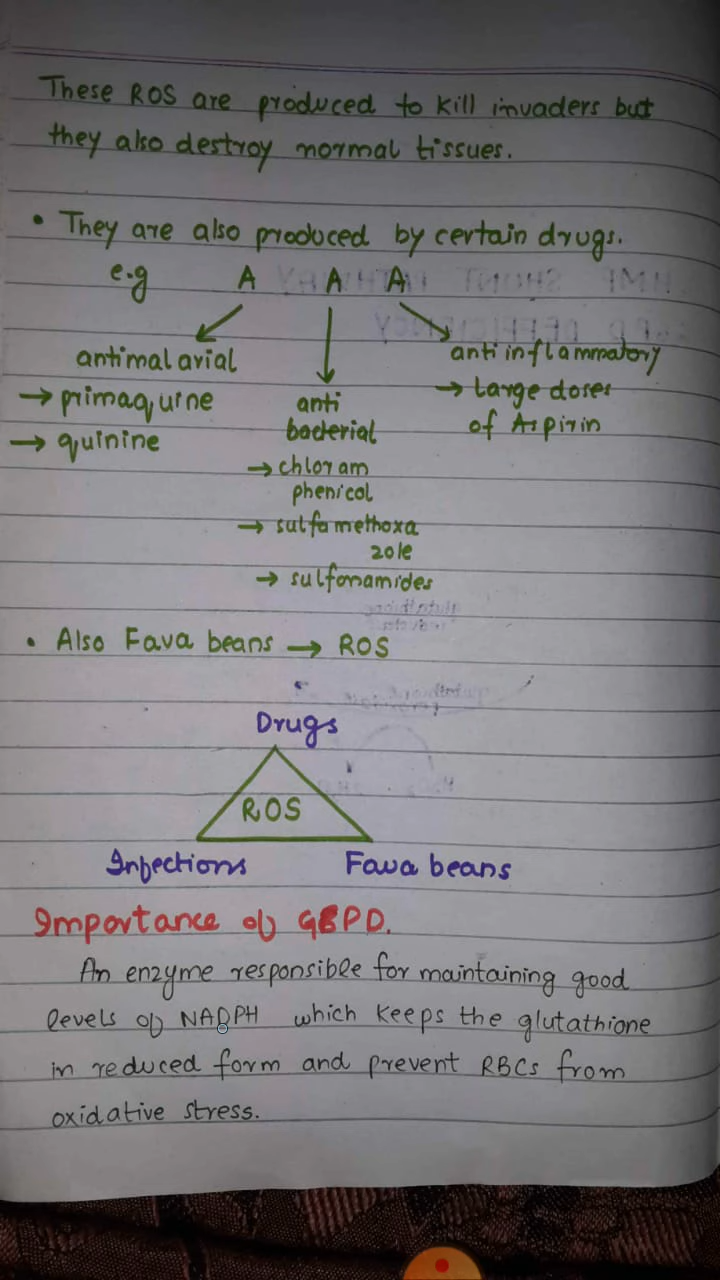 These ROS are produced to kill invaders but
they also destroy normal tissues.
• They are also produced by certain drugs.
e.g A A A
antimalarial
→ primaquine
→ quinine
anti
bacterial
→ chloram
phenicol
→ sulfamethoxa
zole
→ sulfonamides
anti inflammatory
→ Large doses
of Aspirin
• Also Fava beans → ROS
Drugs
ROS
Infections Fava beans
Importance of G6PD.
An enzyme responsible for maintaining good
levels of NADPH which keeps the glutathione
in reduced form and prevent RBCs from
oxidative stress.